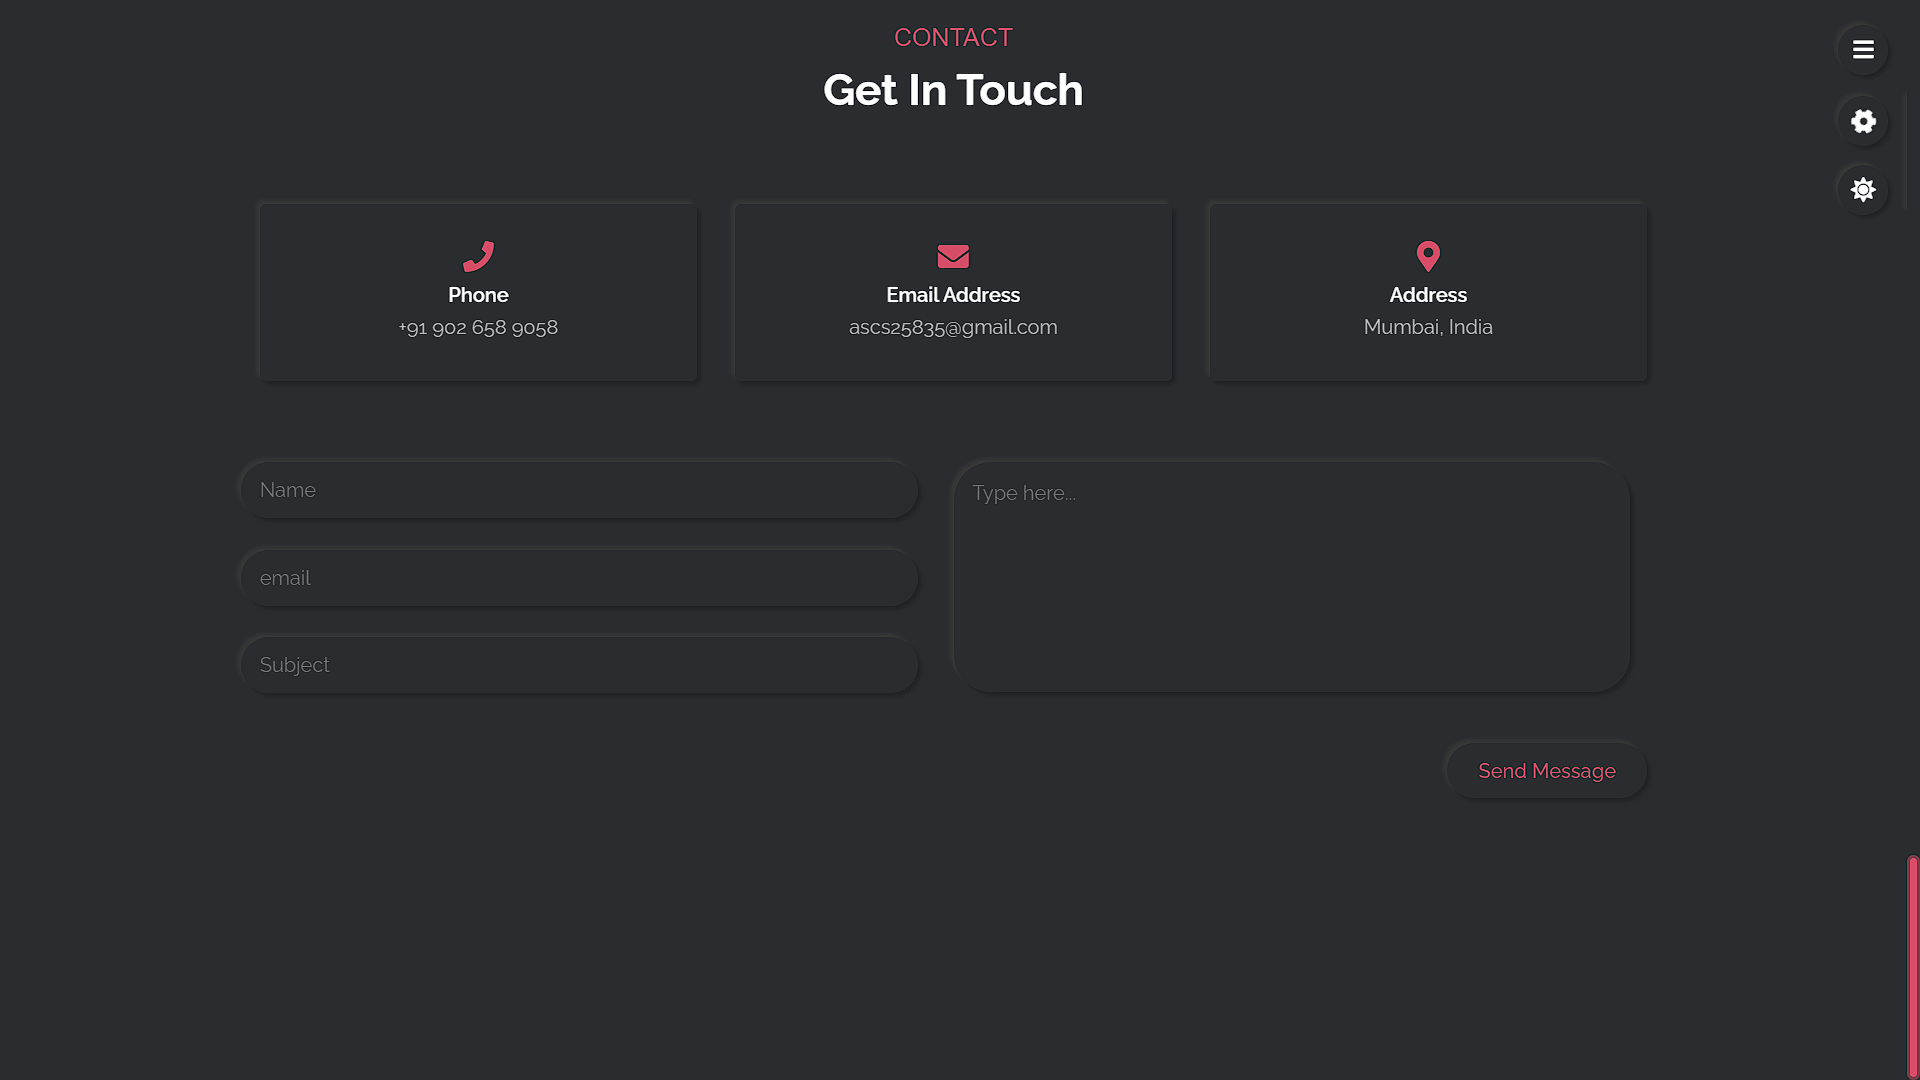 CONTACT
Get In Touch
Phone
+91 902 658 9058
Email Address
ascs25835@gmail.com
Address
Mumbai, India
Name
email
Subject
Type here...
Send Message